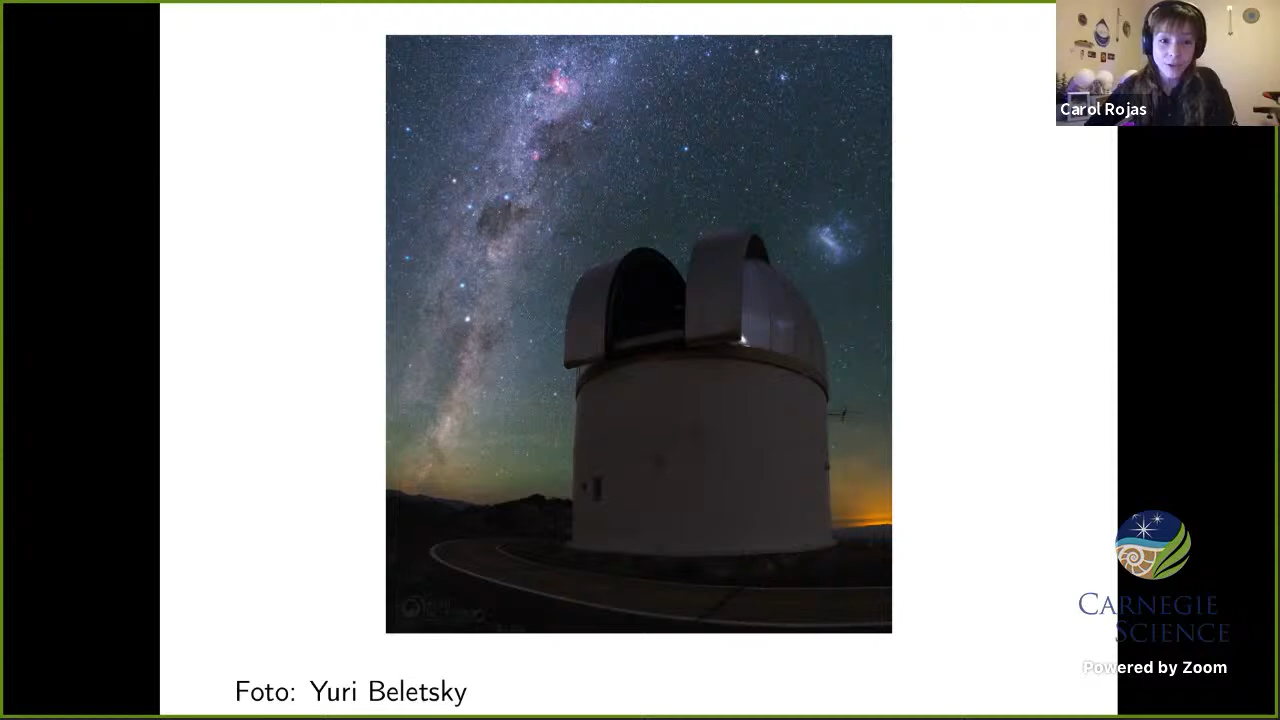 Carol Rojas
CARNEGIE
SCIENCE
Powered by Zoom
Foto: Yuri Beletsky